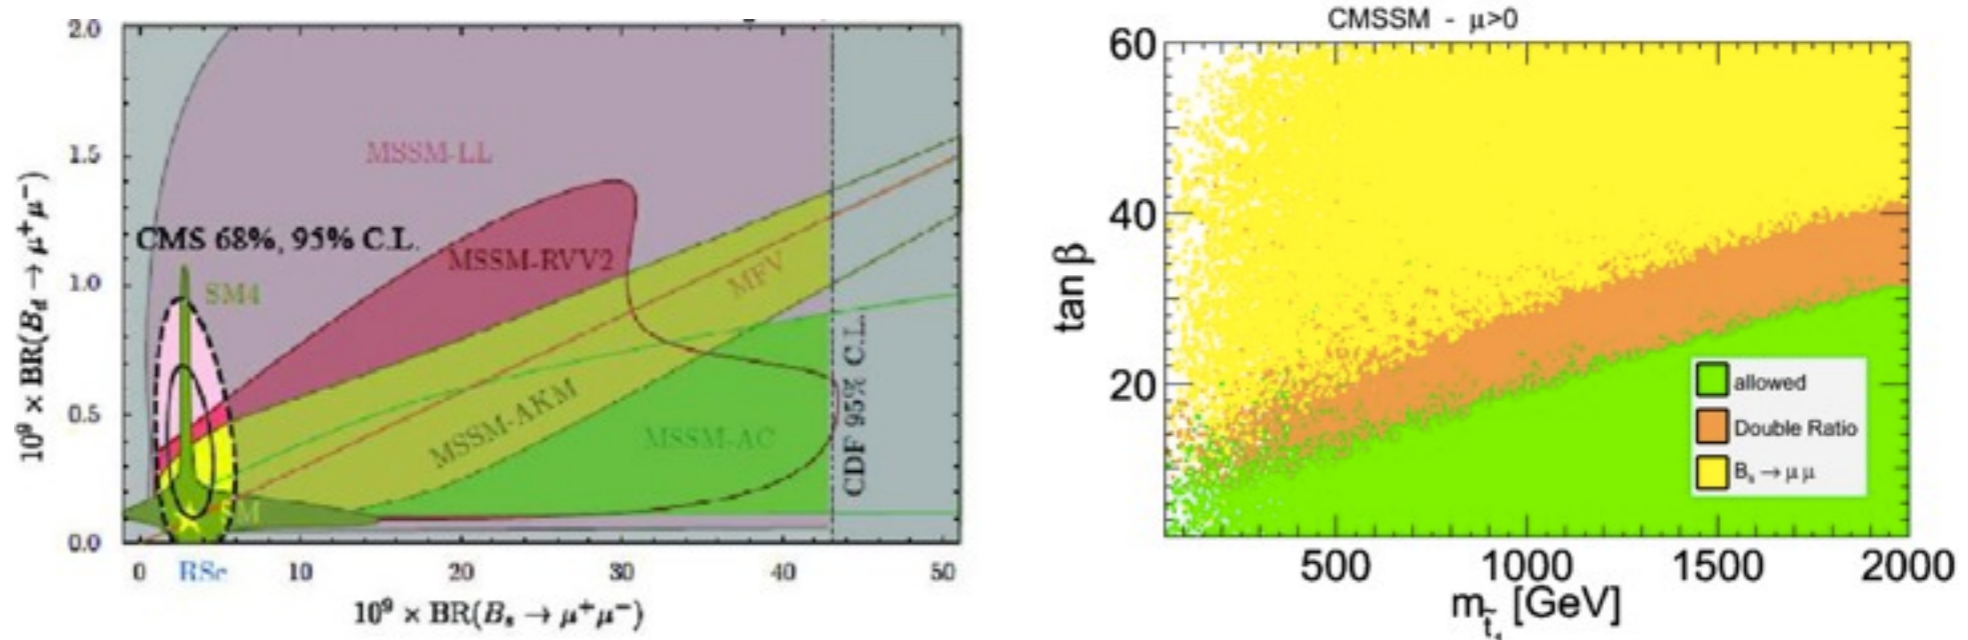 2.0
1.5
1.0
0.5
0.0
10⁹ × BR(B_d → μ⁺μ⁻)
MSSM-LL
CMS 68%, 95% C.L.
MSSM-RVV2
SM4
MFV
MSSM-AKM
MSSM-AC
CDF 95% C.L.
SM
0 RSc 10 20 30 40 50
10⁹ × BR(B_s → μ⁺μ⁻)
CMSSM - μ>0
60
40
20
tan β
allowed
Double Ratio
B_s → μ μ
500 1000 1500 2000
m_t̃₁ [GeV]